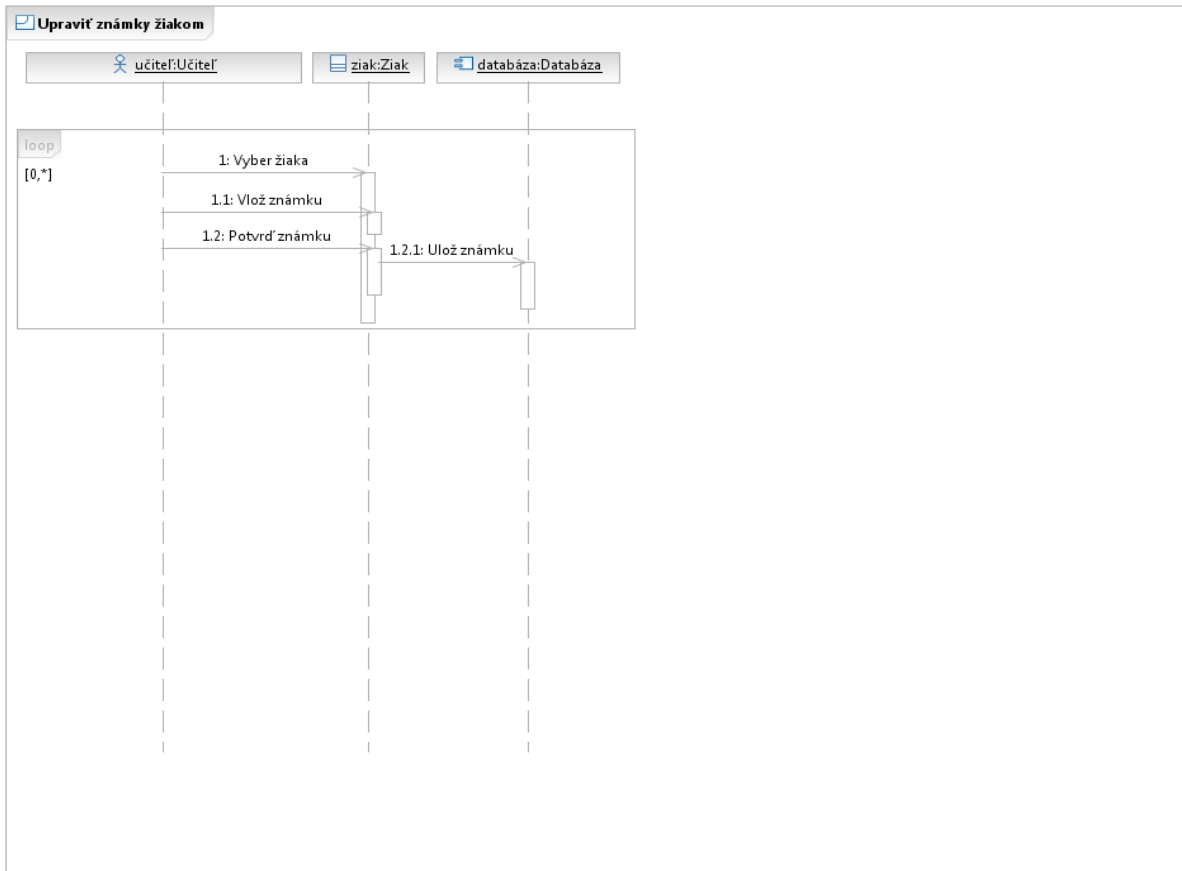 Upraviť známky žiakom
učiteľ:Učiteľ
ziak:Ziak
databáza:Databáza
loop
[0,*]
1: Vyber žiaka
1.1: Vlož známku
1.2: Potvrď známku
1.2.1: Ulož známku